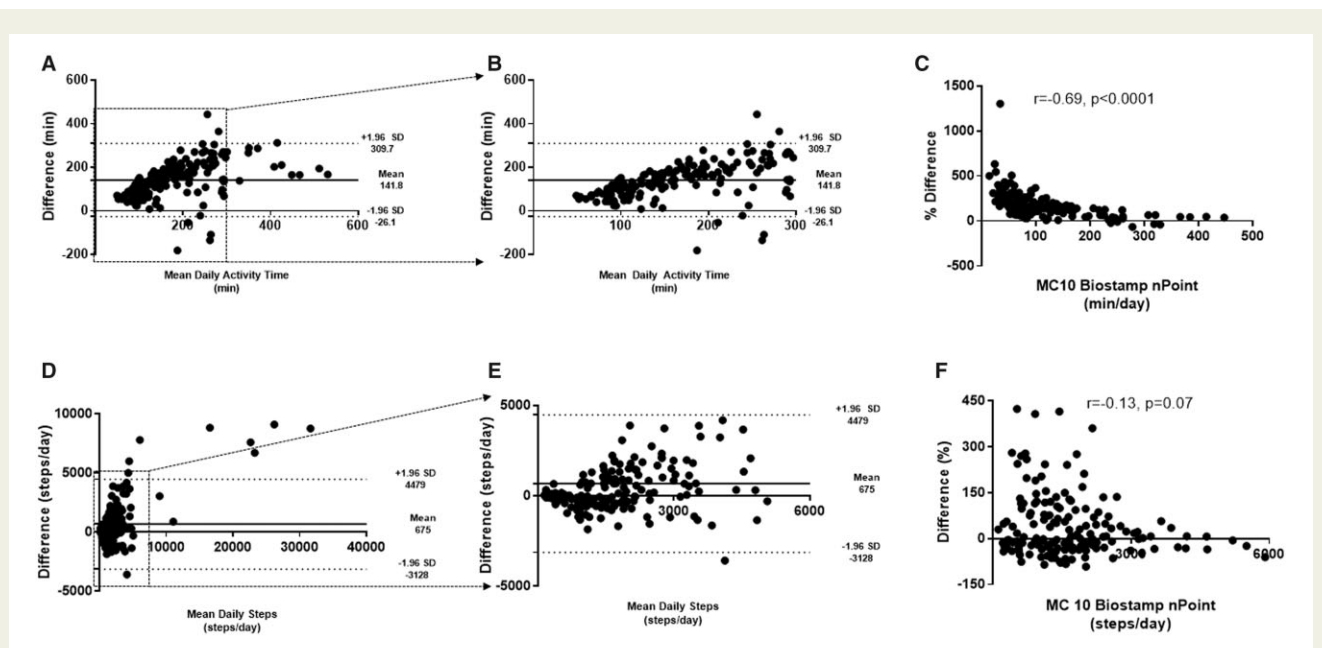 A
600
400
200
0
-200
Difference (min)
200
400
600
+1.96 SD
309.7
Mean
141.8
-1.96 SD
-26.1
Mean Daily Activity Time
(min)
B
600
400
200
0
-200
Difference (min)
100
200
300
+1.96 SD
309.7
Mean
141.8
-1.96 SD
-26.1
Mean Daily Activity Time
(min)
C
1500
1000
500
0
-500
% Difference
r=-0.69, p<0.0001
100
200
300
400
500
MC10 Biostamp nPoint
(min/day)
D
10000
5000
0
-5000
Difference (steps/day)
10000
20000
30000
40000
+1.96 SD
4479
Mean
675
-1.96 SD
-3128
Mean Daily Steps
(steps/day)
E
5000
0
-5000
Difference (steps/day)
3000
6000
+1.96 SD
4479
Mean
675
-1.96 SD
-3128
Mean Daily Steps
(steps/day)
F
450
300
150
0
-150
Difference (%)
r=-0.13, p=0.07
3000
6000
MC 10 Biostamp nPoint
(steps/day)